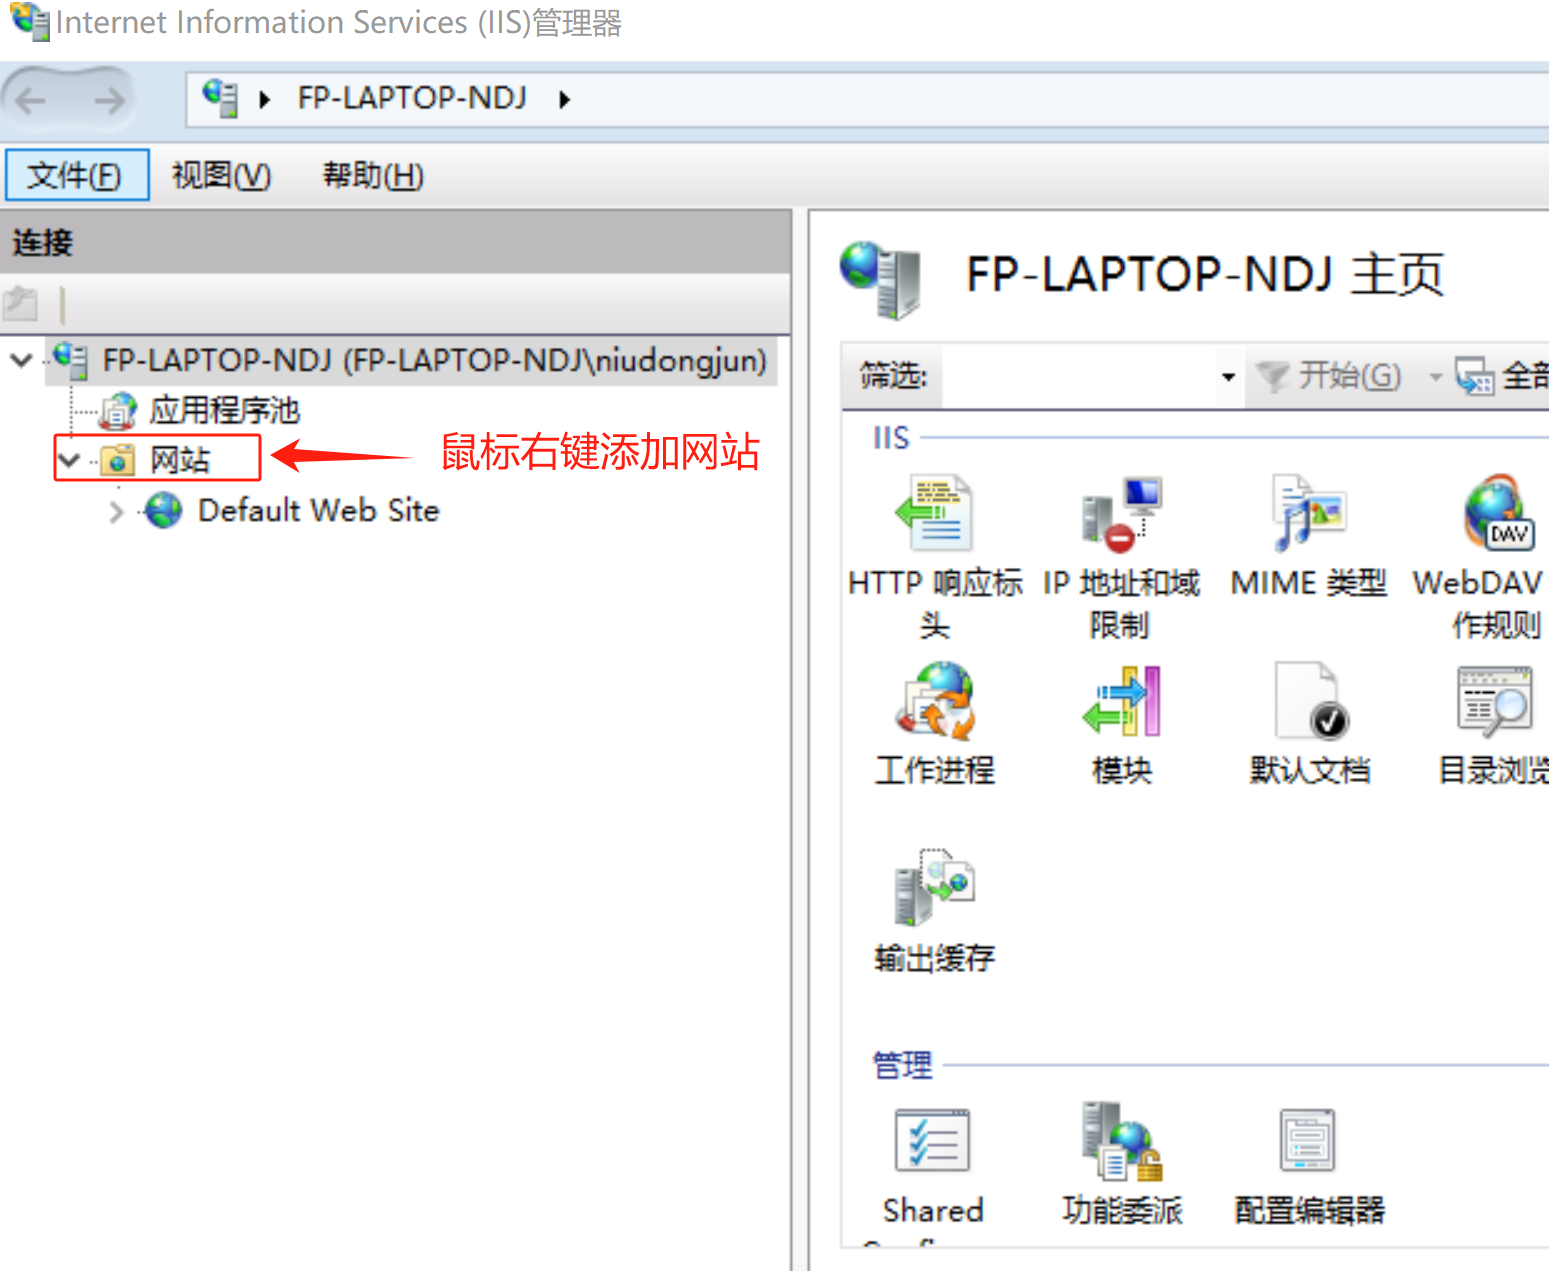 Internet Information Services (IIS)管理器
FP-LAPTOP-NDJ
文件(F) 视图(V) 帮助(H)
连接
FP-LAPTOP-NDJ (FP-LAPTOP-NDJ\niudongjun)
应用程序池
网站
鼠标右键添加网站
Default Web Site
FP-LAPTOP-NDJ 主页
筛选: 开始(G) 全部
IIS
HTTP 响应标头
IP 地址和域限制
MIME 类型
WebDAV
作规则
工作进程
模块
默认文档
目录浏览
输出缓存
管理
Shared
功能委派
配置编辑器